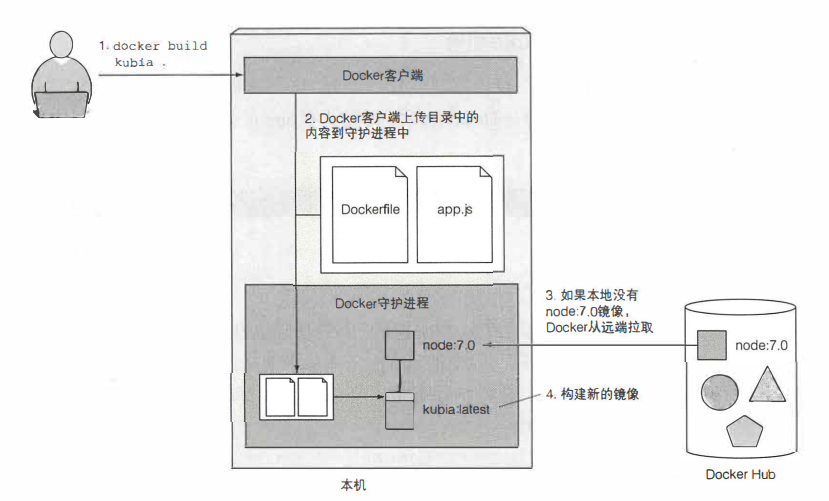 1. docker build
kubia .
Docker客户端
2. Docker客户端上传目录中的
内容到守护进程中
Dockerfile
app.js
Docker守护进程
3. 如果本地没有
node:7.0镜像，
Docker从远端拉取
node:7.0
node:7.0
kubia:latest
4. 构建新的镜像
Docker Hub
本机